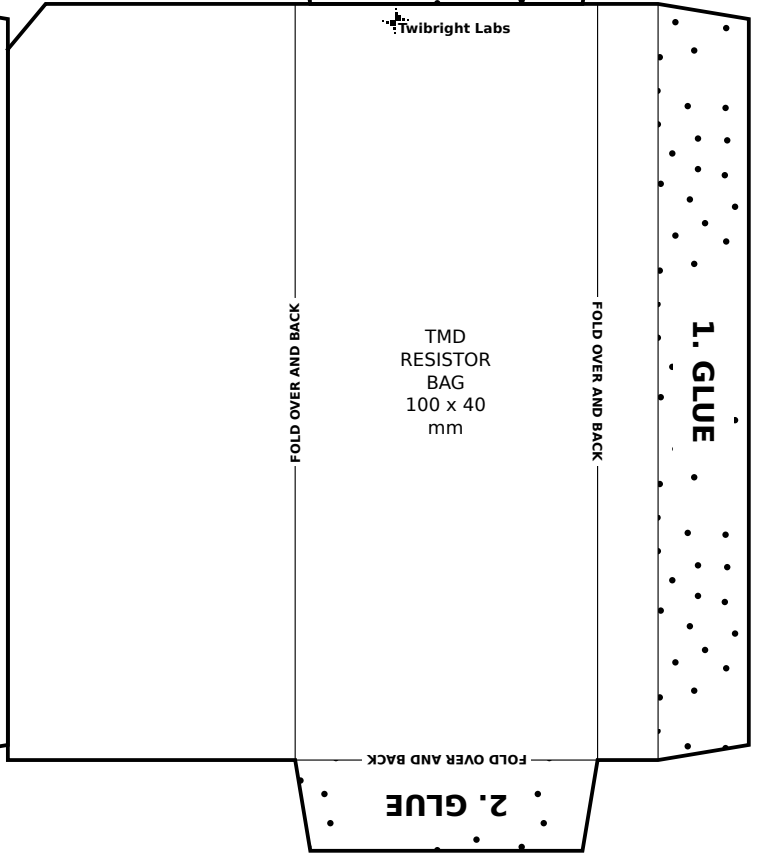 Twibright Labs
FOLD OVER AND BACK
TMD
RESISTOR
BAG
100 x 40
mm
FOLD OVER AND BACK
1. GLUE
FOLD OVER AND BACK
2. GLUE